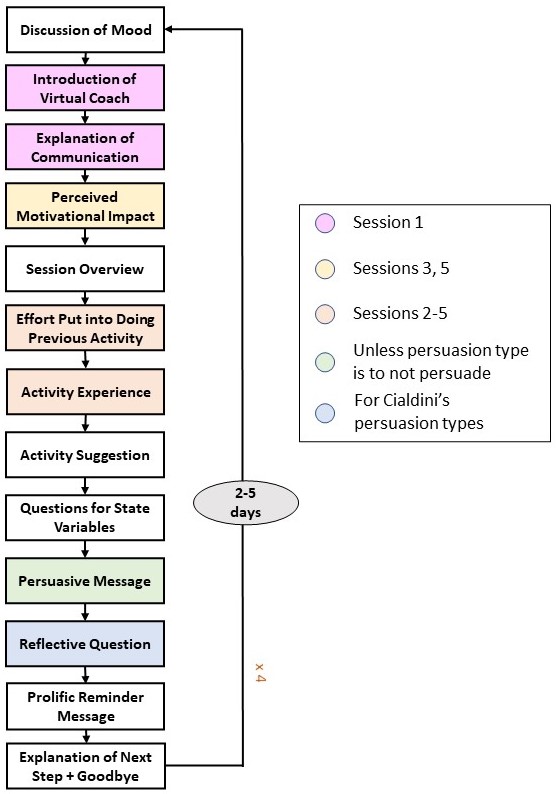 Discussion of Mood
Introduction of
Virtual Coach
Explanation of
Communication
Perceived
Motivational Impact
Session Overview
Effort Put into Doing
Previous Activity
Activity Experience
Activity Suggestion
Questions for State
Variables
Persuasive Message
Reflective Question
Prolific Reminder
Message
Explanation of Next
Step + Goodbye
2-5
days
x 4
Session 1
Sessions 3, 5
Sessions 2-5
Unless persuasion type
is to not persuade
For Cialdini’s
persuasion types